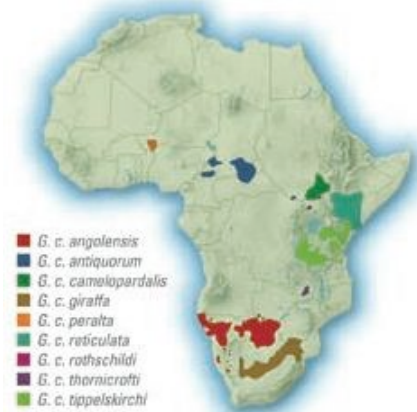 G. c. angolensis
G. c. antiquorum
G. c. camelopardalis
G. c. giraffa
G. c. peralta
G. c. reticulata
G. c. rothschildi
G. c. thornicrofti
G. c. tippelskirchi